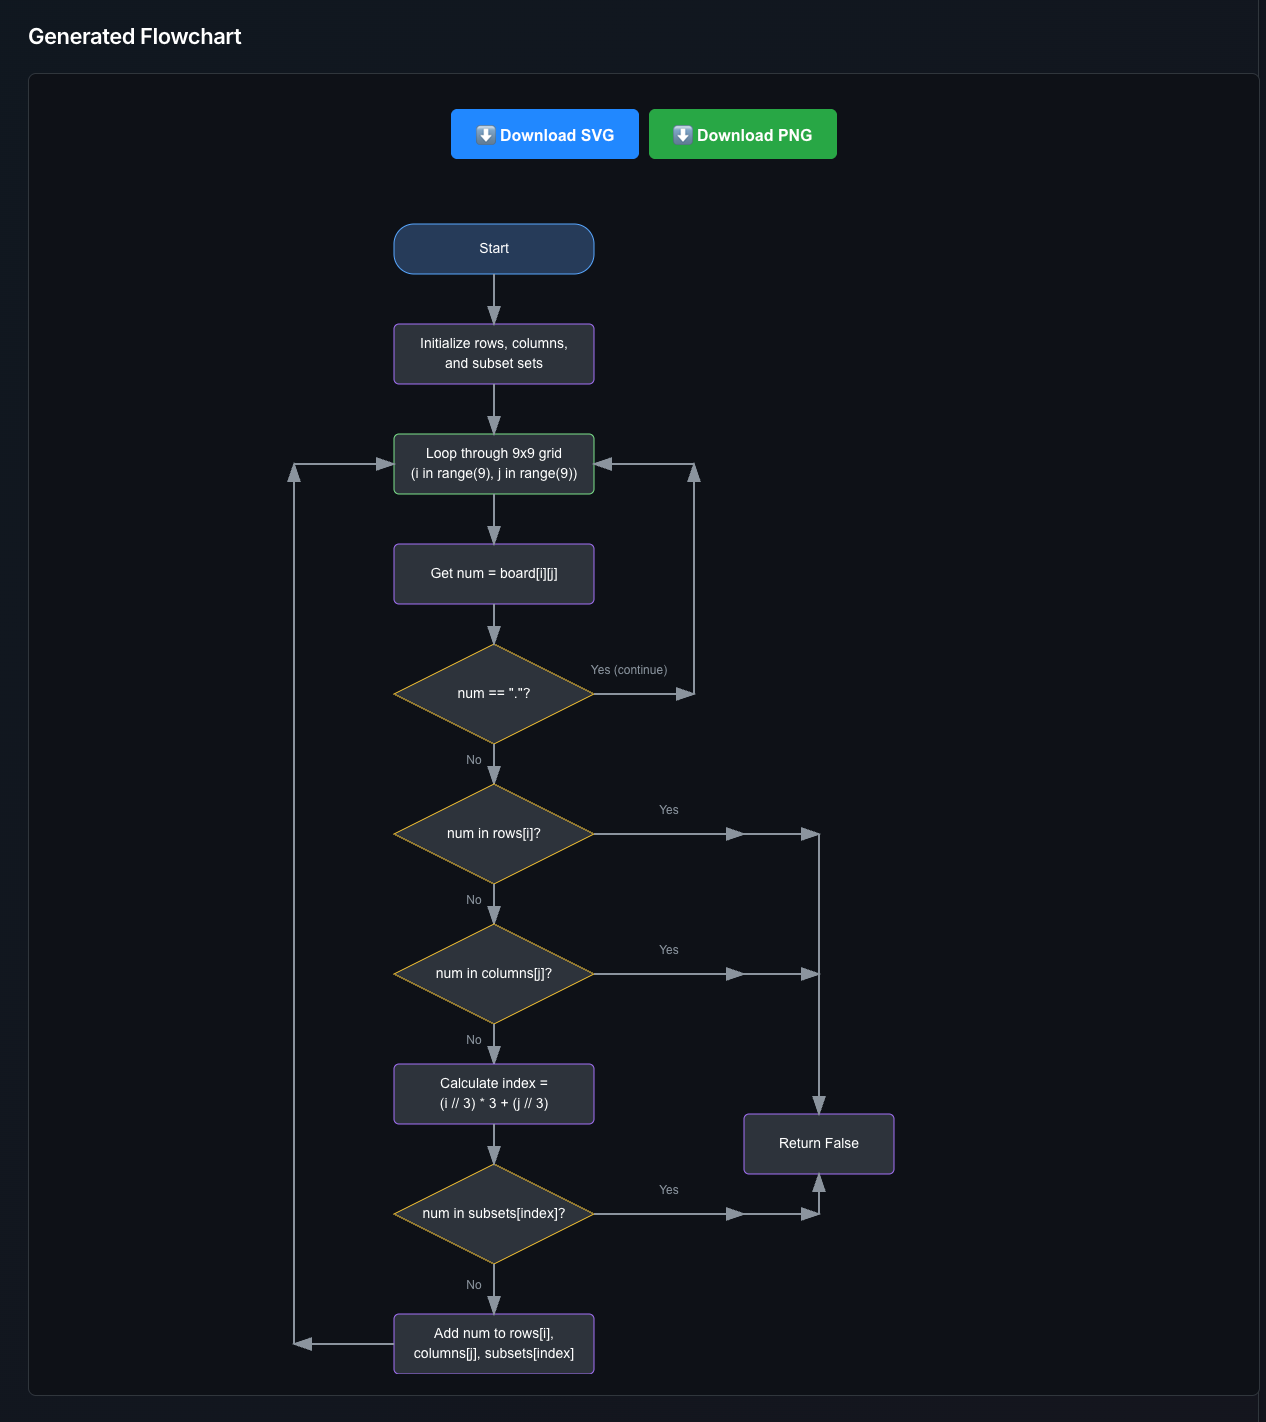 Generated Flowchart
⬇️ Download SVG
⬇️ Download PNG
Start
Initialize rows, columns,
and subset sets
Loop through 9x9 grid
(i in range(9), j in range(9))
Get num = board[i][j]
num == "."?
Yes (continue)
No
num in rows[i]?
Yes
No
num in columns[j]?
Yes
No
Calculate index =
(i // 3) * 3 + (j // 3)
Return False
num in subsets[index]?
Yes
No
Add num to rows[i],
columns[j], subsets[index]